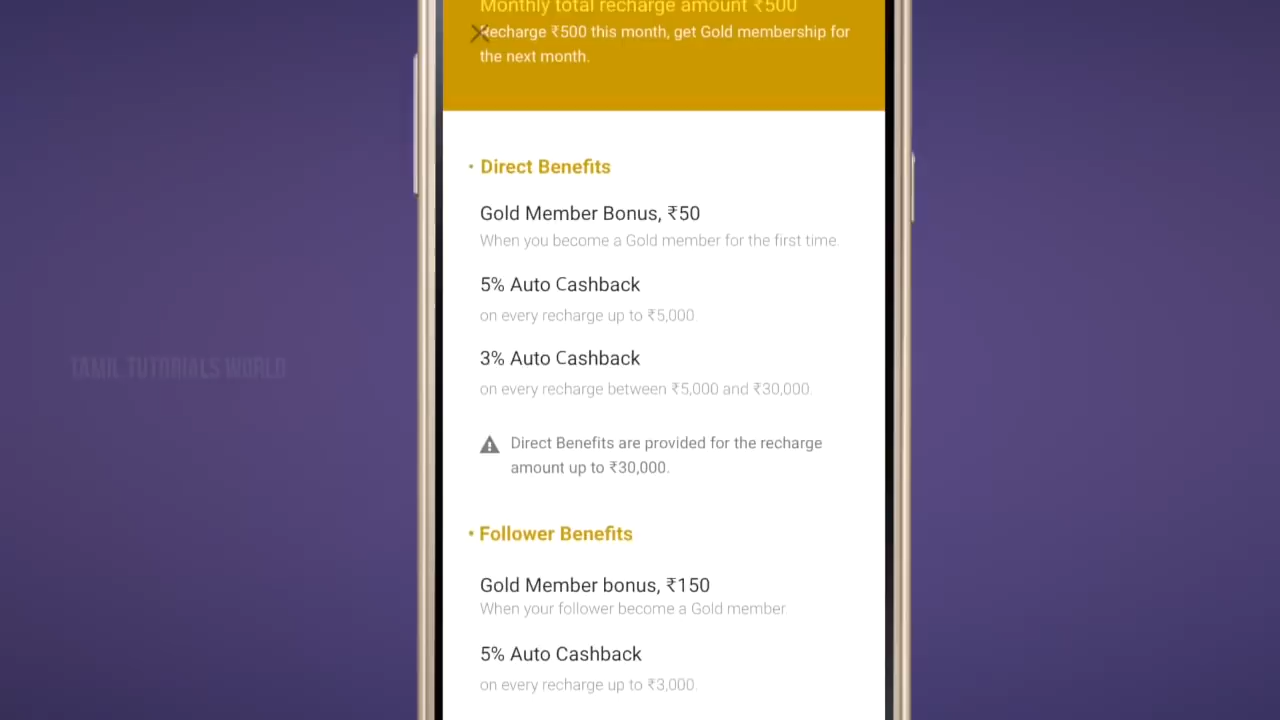 Monthly total recharge amount ₹500
Recharge ₹500 this month, get Gold membership for
the next month.
• Direct Benefits
Gold Member Bonus, ₹50
When you become a Gold member for the first time.
5% Auto Cashback
on every recharge up to ₹5,000.
3% Auto Cashback
on every recharge between ₹5,000 and ₹30,000.
Direct Benefits are provided for the recharge
amount up to ₹30,000.
TAMIL TUTORIALS WORLD
• Follower Benefits
Gold Member bonus, ₹150
When your follower become a Gold member.
5% Auto Cashback
on every recharge up to ₹3,000.